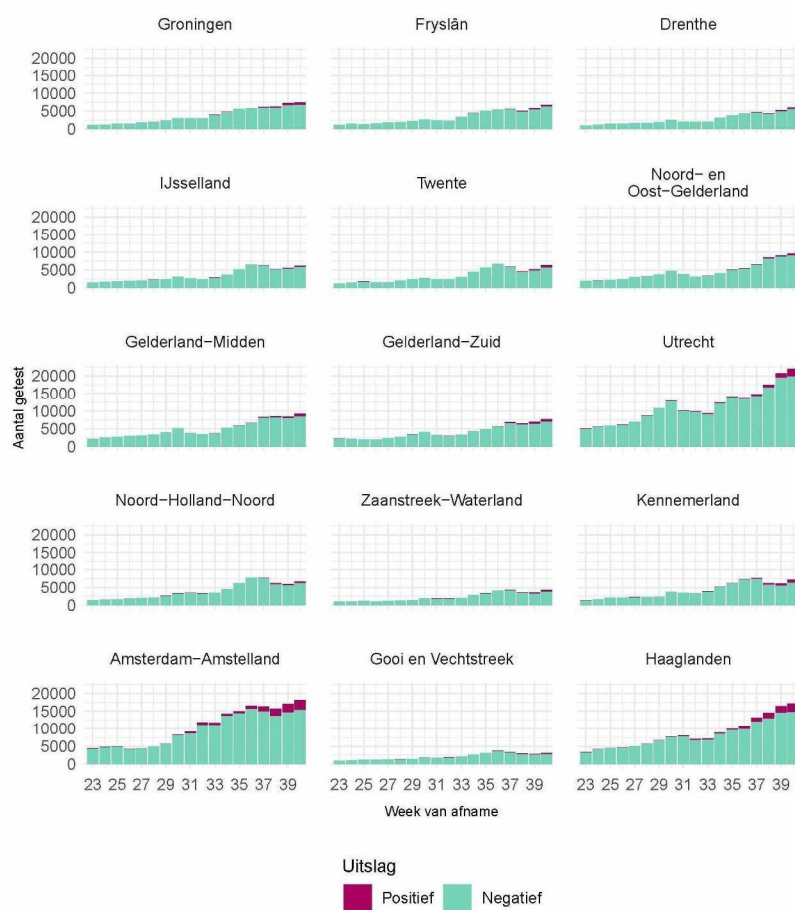 Groningen
Fryslân
Drenthe
20000
15000
10000
5000
0
IJsselland
Twente
Noord- en
Oost-Gelderland
20000
15000
10000
5000
0
Gelderland-Midden
Gelderland-Zuid
Utrecht
Aantal getest
20000
15000
10000
5000
0
Noord-Holland-Noord
Zaanstreek-Waterland
Kennemerland
20000
15000
10000
5000
0
Amsterdam-Amstelland
Gooi en Vechtstreek
Haaglanden
20000
15000
10000
5000
0
23 25 27 29 31 33 35 37 39 23 25 27 29 31 33 35 37 39 23 25 27 29 31 33 35 37 39
Week van afname
Uitslag
Positief Negatief